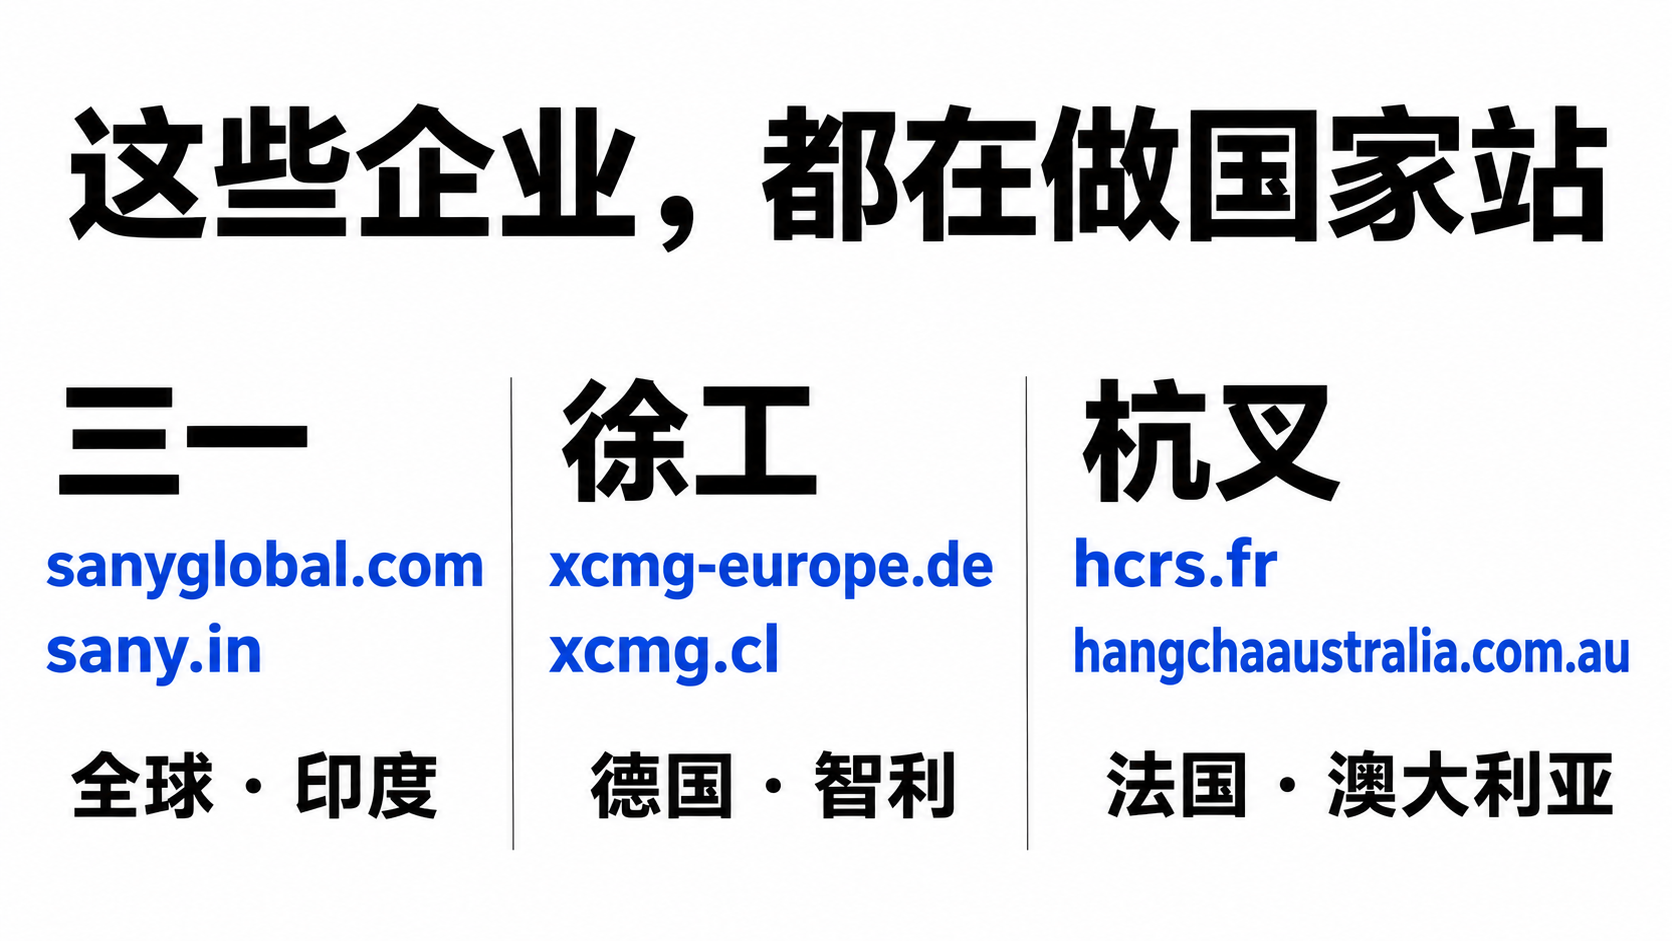 这些企业，都在做国家站
三一
sanyglobal.com
sany.in
全球·印度
徐工
xcmg-europe.de
xcmg.cl
德国·智利
杭叉
hcrs.fr
hangchaaustralia.com.au
法国·澳大利亚